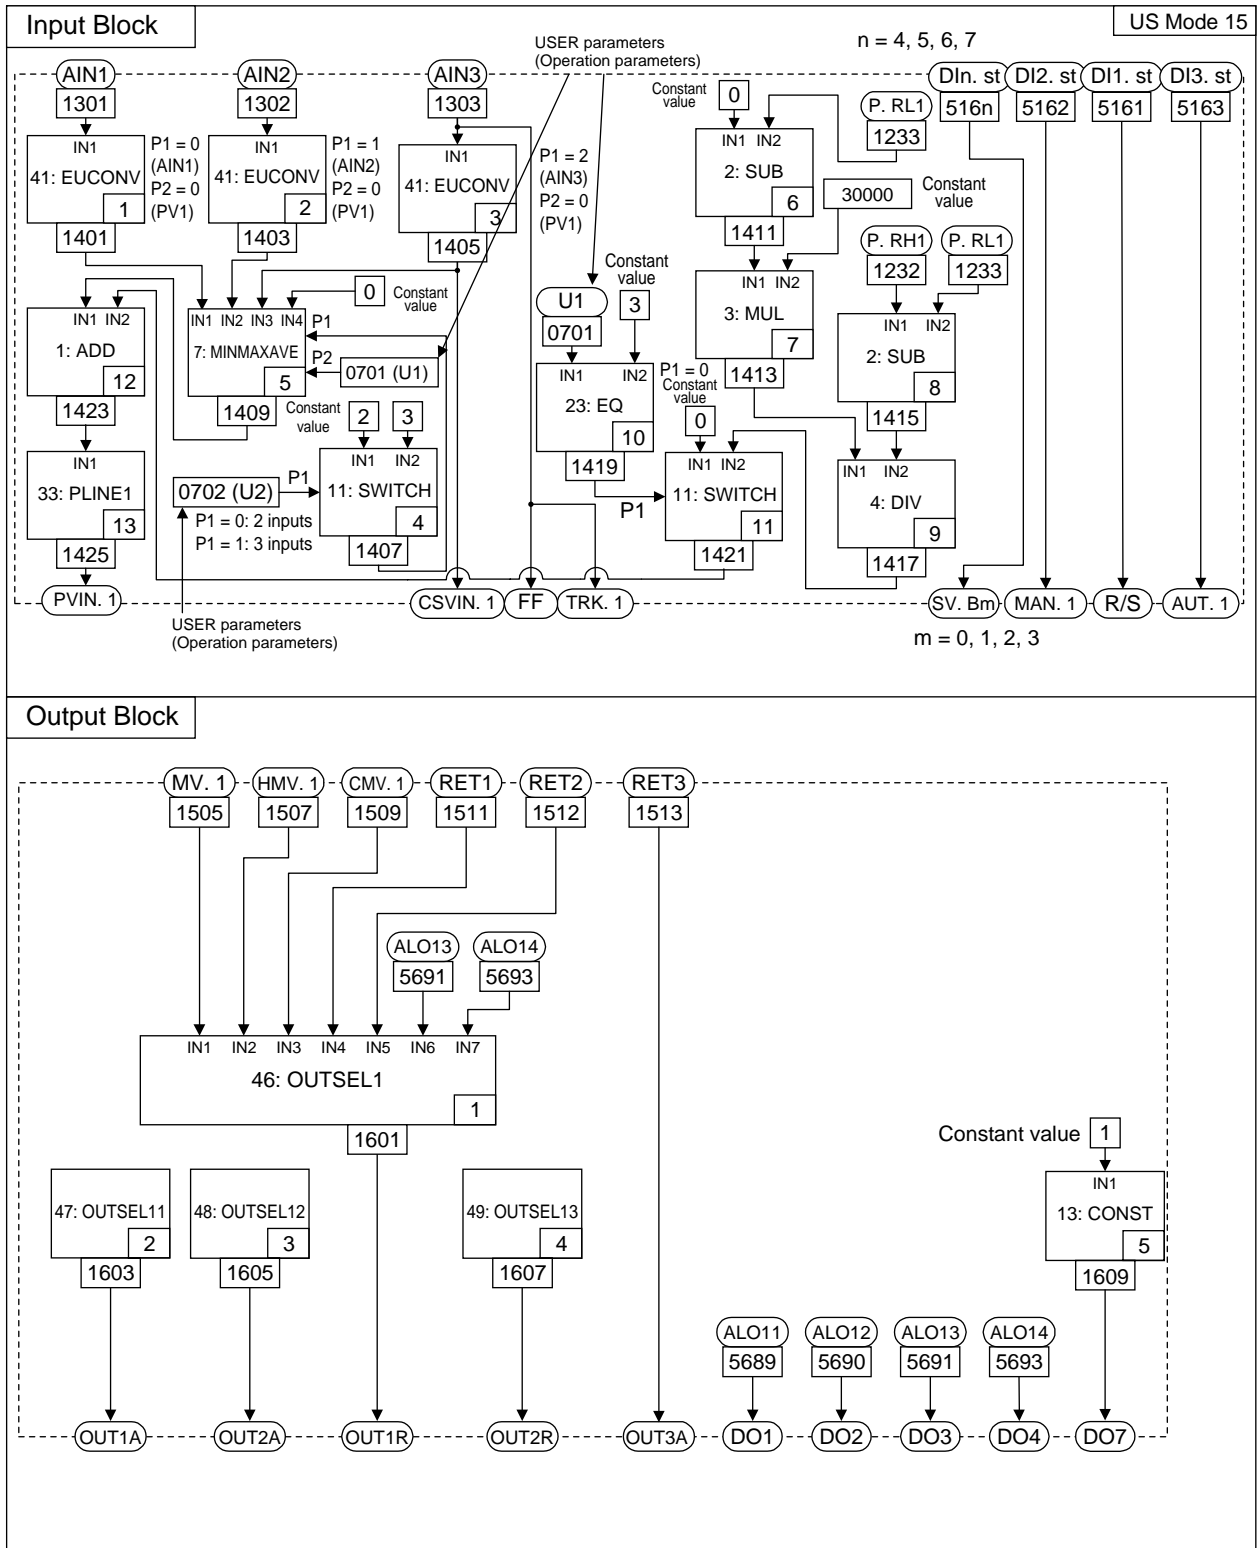 Input Block
US Mode 15
USER parameters
(Operation parameters)
n = 4, 5, 6, 7
AIN1
AIN2
AIN3
DIn. st
DI2. st
DI1. st
DI3. st
1301
1302
1303
Constant
value
0
P. RL1
1233
516n
5162
5161
5163
IN1
41: EUCONV
1
P1 = 0
(AIN1)
P2 = 0
(PV1)
1401
IN1
41: EUCONV
2
P1 = 1
(AIN2)
P2 = 0
(PV1)
1403
IN1
41: EUCONV
3
P1 = 2
(AIN3)
P2 = 0
(PV1)
1405
IN1 IN2
2: SUB
6
1411
30000
Constant
value
P. RH1
1232
P. RL1
1233
0
Constant
value
U1
0701
Constant
value
3
IN1 IN2
3: MUL
7
1413
IN1 IN2
1: ADD
12
1423
IN1 IN2 IN3 IN4
7: MINMAXAVE
5
P1
P2
0701 (U1)
1409
IN1 IN2
2: SUB
8
1415
IN1 IN2
23: EQ
10
1419
P1 = 0
Constant
value
0
Constant
value
2
3
IN1
33: PLINE1
13
1425
0702 (U2)
P1
P1 = 0: 2 inputs
P1 = 1: 3 inputs
IN1 IN2
11: SWITCH
4
1407
P1
IN1 IN2
11: SWITCH
11
1421
IN1 IN2
4: DIV
9
1417
PVIN. 1
CSVIN. 1
FF
TRK. 1
SV. Bm
MAN. 1
R/S
AUT. 1
USER parameters
(Operation parameters)
m = 0, 1, 2, 3
Output Block
MV. 1
HMV. 1
CMV. 1
RET1
RET2
RET3
1505
1507
1509
1511
1512
1513
ALO13
5691
ALO14
5693
IN1 IN2 IN3 IN4 IN5 IN6 IN7
46: OUTSEL1
1
1601
Constant value
1
47: OUTSEL11
2
1603
48: OUTSEL12
3
1605
49: OUTSEL13
4
1607
IN1
13: CONST
5
1609
ALO11
ALO12
ALO13
ALO14
5689
5690
5691
5693
OUT1A
OUT2A
OUT1R
OUT2R
OUT3A
DO1
DO2
DO3
DO4
DO7